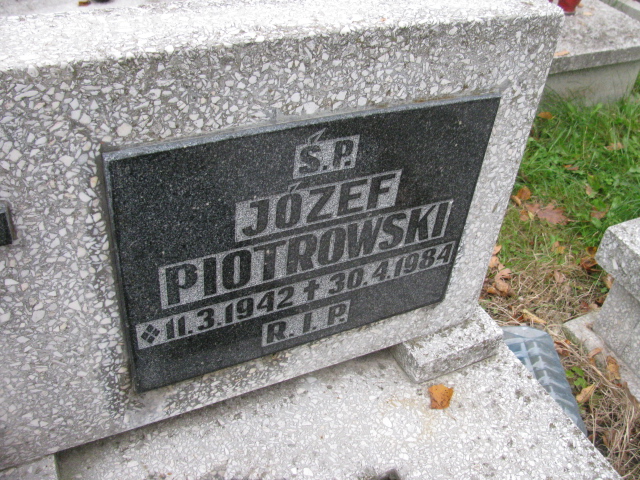 Ś.P.
JÓZEF
PIOTROWSKI
11.3.1942 ✝ 30.4.1984
R.I.P.